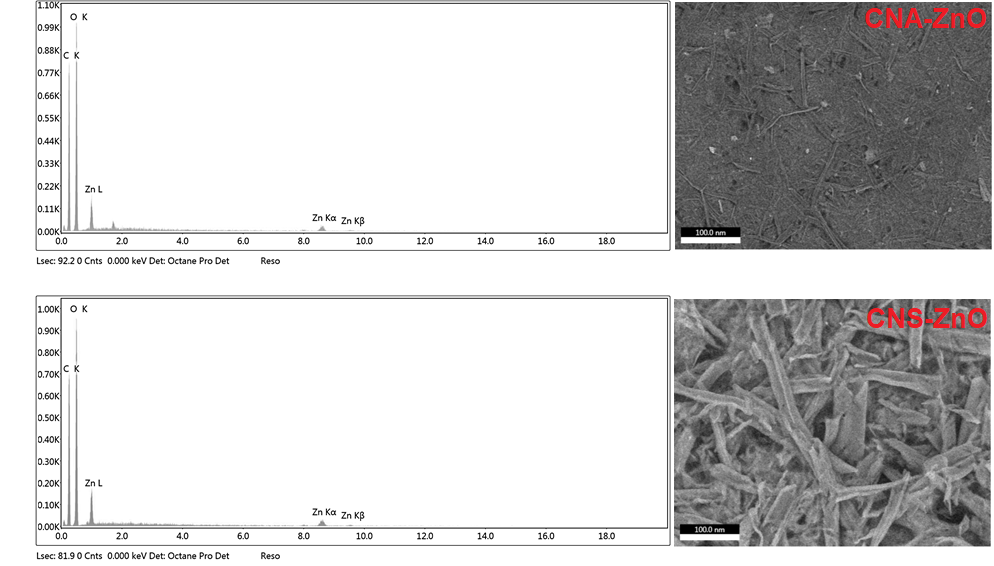 1.10K
0.99K
0.88K
0.77K
0.66K
0.55K
0.44K
0.33K
0.22K
0.11K
0.00K
O K
C K
Zn L
Zn Kα
Zn Kβ
0.0 2.0 4.0 6.0 8.0 10.0 12.0 14.0 16.0 18.0
Lsec: 92.2 0 Cnts 0.000 keV Det: Octane Pro Det Reso
CNA-ZnO
100.0 nm
1.00K
0.90K
0.80K
0.70K
0.60K
0.50K
0.40K
0.30K
0.20K
0.10K
0.00K
O K
C K
Zn L
Zn Kα
Zn Kβ
0.0 2.0 4.0 6.0 8.0 10.0 12.0 14.0 16.0 18.0
Lsec: 81.9 0 Cnts 0.000 keV Det: Octane Pro Det Reso
CNS-ZnO
100.0 nm